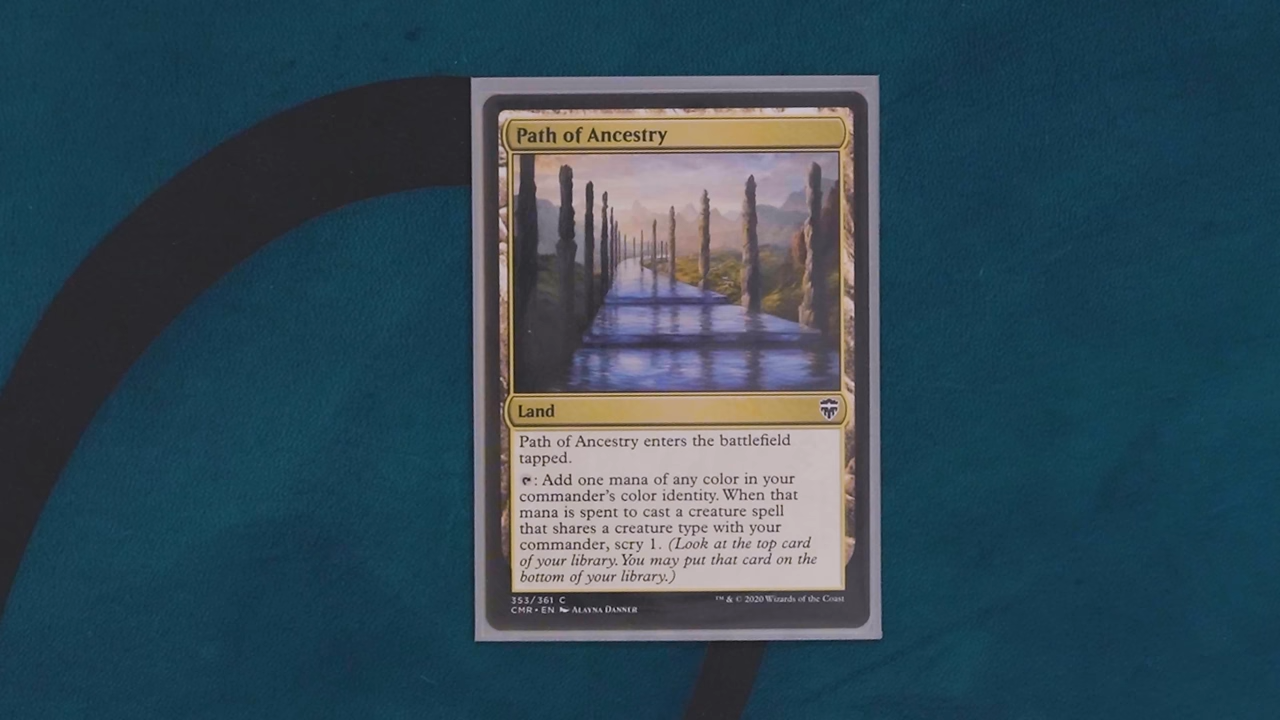 Path of Ancestry
Land
Path of Ancestry enters the battlefield
tapped.
: Add one mana of any color in your
commander's color identity. When that
mana is spent to cast a creature spell
that shares a creature type with your
commander, scry 1. (Look at the top card
of your library. You may put that card on the
bottom of your library.)
353/361 C
™ & © 2020 Wizards of the Coast
CMR • EN Alayna Danner